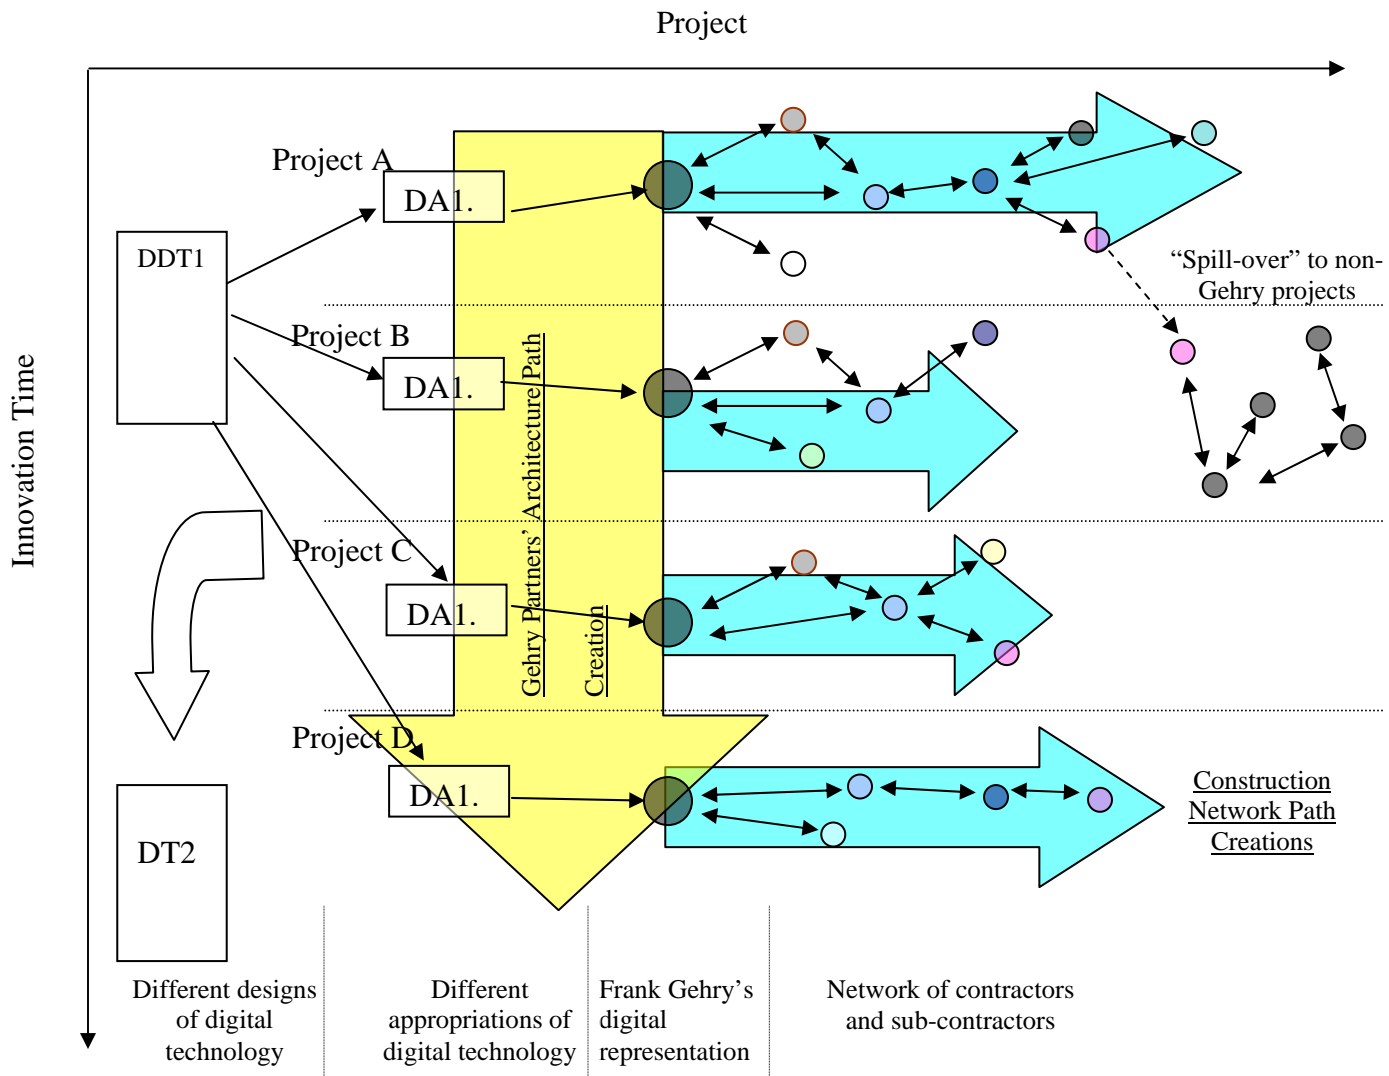 Project
Project A
DA1.
DDT1
“Spill-over” to non-
Gehry projects
Project B
DA1.
Innovation Time
Gehry Partners’ Architecture Path
Creation
Project C
DA1.
Project D
DA1.
Construction
Network Path
Creations
DT2
Different designs
of digital
technology
Different
appropriations of
digital technology
Frank Gehry’s
digital
representation
Network of contractors
and sub-contractors